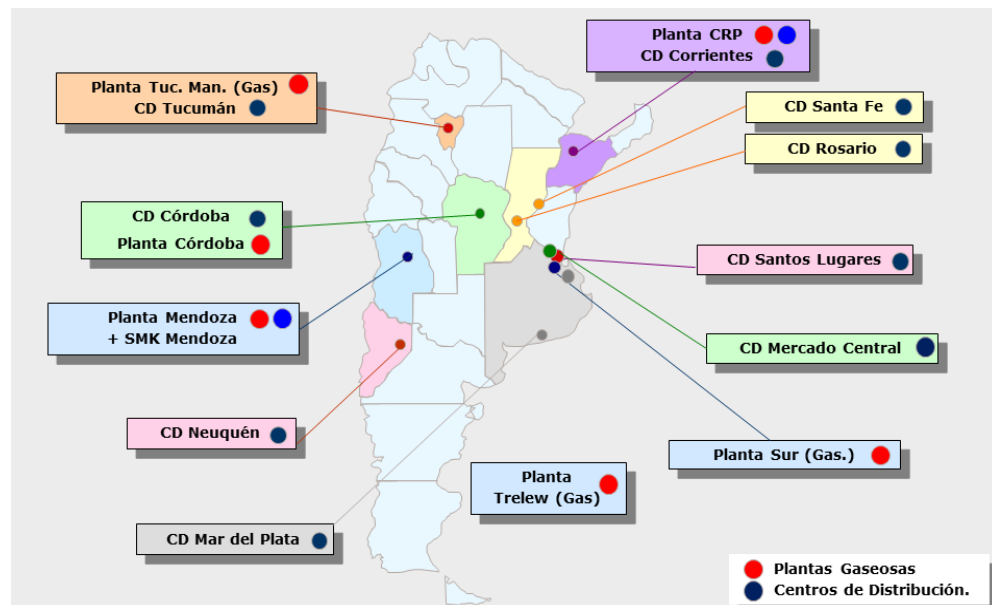 Planta CRP
CD Corrientes
Planta Tuc. Man. (Gas)
CD Tucumán
CD Santa Fe
CD Rosario
CD Córdoba
Planta Córdoba
CD Santos Lugares
Planta Mendoza
+ SMK Mendoza
CD Mercado Central
CD Neuquén
Planta Sur (Gas.)
Planta
Trelew (Gas)
CD Mar del Plata
Plantas Gaseosas
Centros de Distribución.